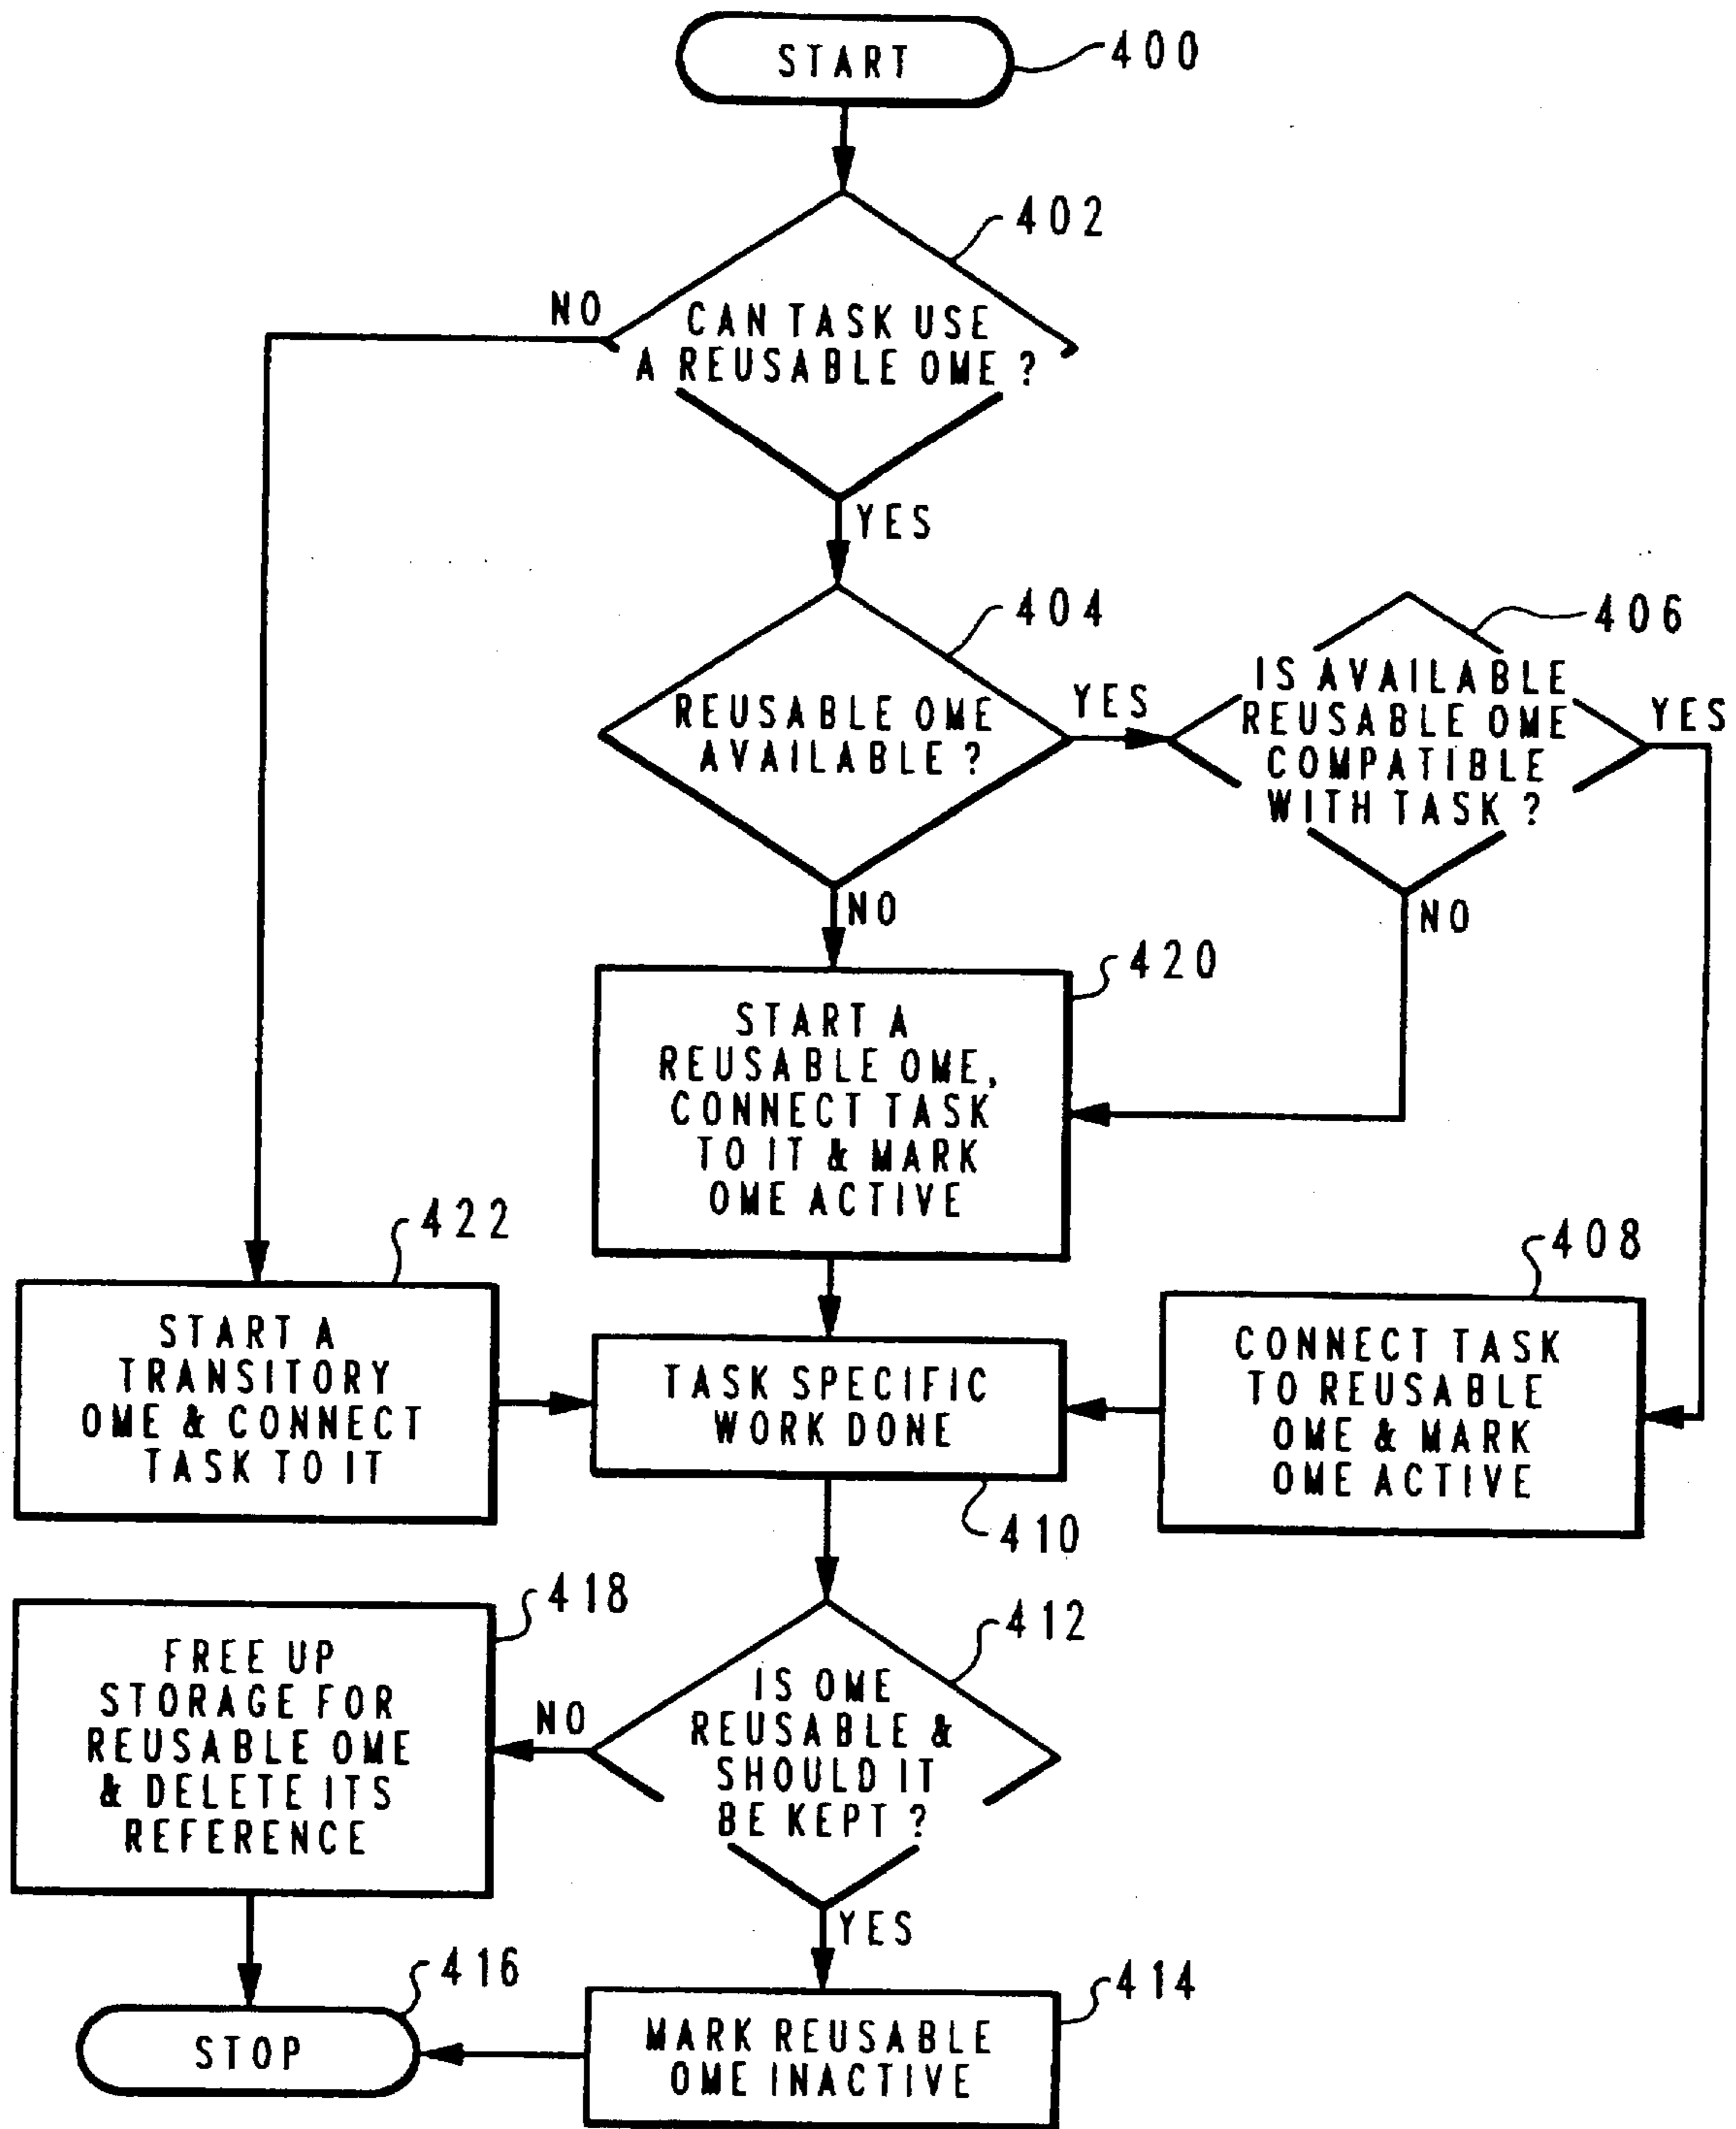 START
400
402
NO
CAN TASK USE
A REUSABLE OME ?
YES
404
406
REUSABLE OME
AVAILABLE ?
YES
IS AVAILABLE
REUSABLE OME
COMPATIBLE
WITH TASK ?
YES
NO
NO
420
START A
REUSABLE OME,
CONNECT TASK
TO IT & MARK
OME ACTIVE
422
START A
TRANSITORY
OME & CONNECT
TASK TO IT
TASK SPECIFIC
WORK DONE
410
408
CONNECT TASK
TO REUSABLE
OME & MARK
OME ACTIVE
418
FREE UP
STORAGE FOR
REUSABLE OME
& DELETE ITS
REFERENCE
NO
412
IS OME
REUSABLE &
SHOULD IT
BE KEPT ?
YES
416
STOP
414
MARK REUSABLE
OME INACTIVE